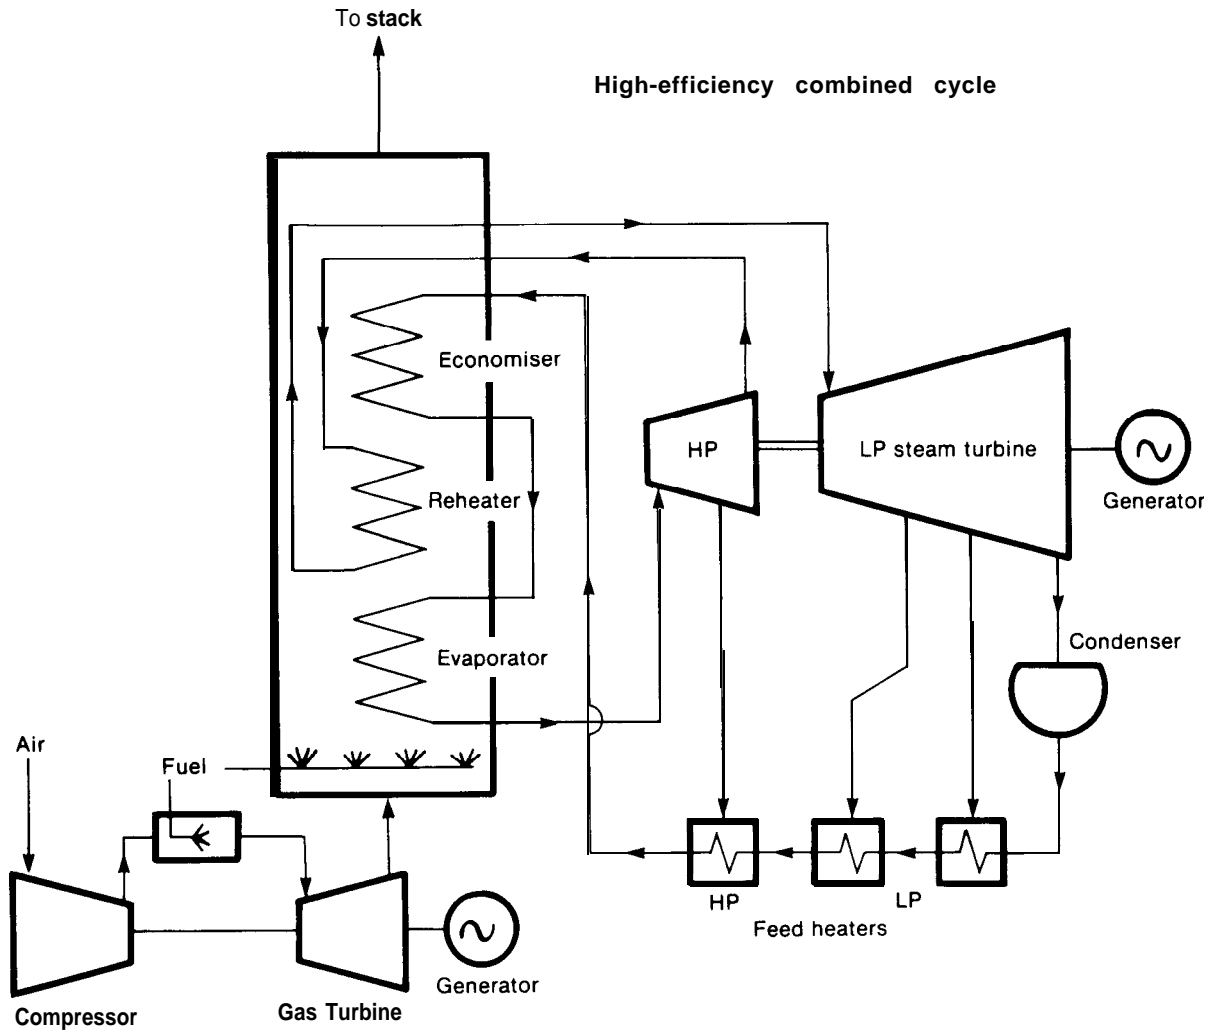 To stack
High-efficiency combined cycle
Economiser
HP
LP steam turbine
Reheater
Generator
Condenser
Evaporator
Air
Fuel
HP
LP
Feed heaters
Generator
Compressor
Gas Turbine